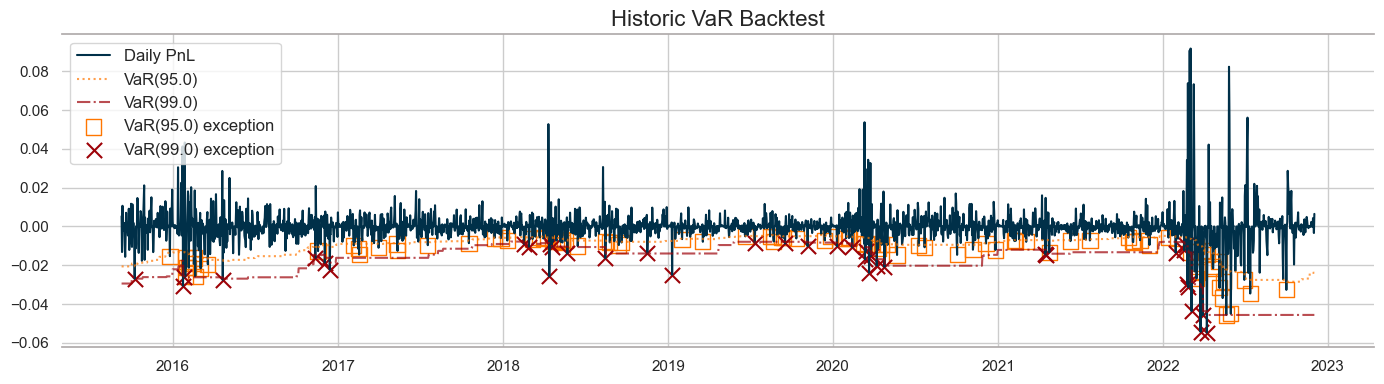 Historic VaR Backtest
Daily PnL
VaR(95.0)
VaR(99.0)
VaR(95.0) exception
VaR(99.0) exception
0.08
0.06
0.04
0.02
0.00
−0.02
−0.04
−0.06
2016 2017 2018 2019 2020 2021 2022 2023